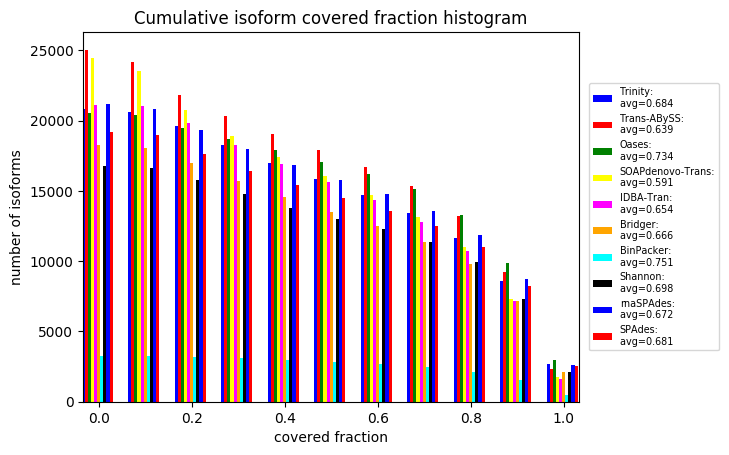 Cumulative isoform covered fraction histogram
number of isoforms
25000
20000
15000
10000
5000
0
0.0
0.2
0.4
0.6
0.8
1.0
covered fraction
Trinity:
avg=0.684
Trans-ABySS:
avg=0.639
Oases:
avg=0.734
SOAPdenovo-Trans:
avg=0.591
IDBA-Tran:
avg=0.654
Bridger:
avg=0.666
BinPacker:
avg=0.751
Shannon:
avg=0.698
rnaSPAdes:
avg=0.672
SPAdes:
avg=0.681